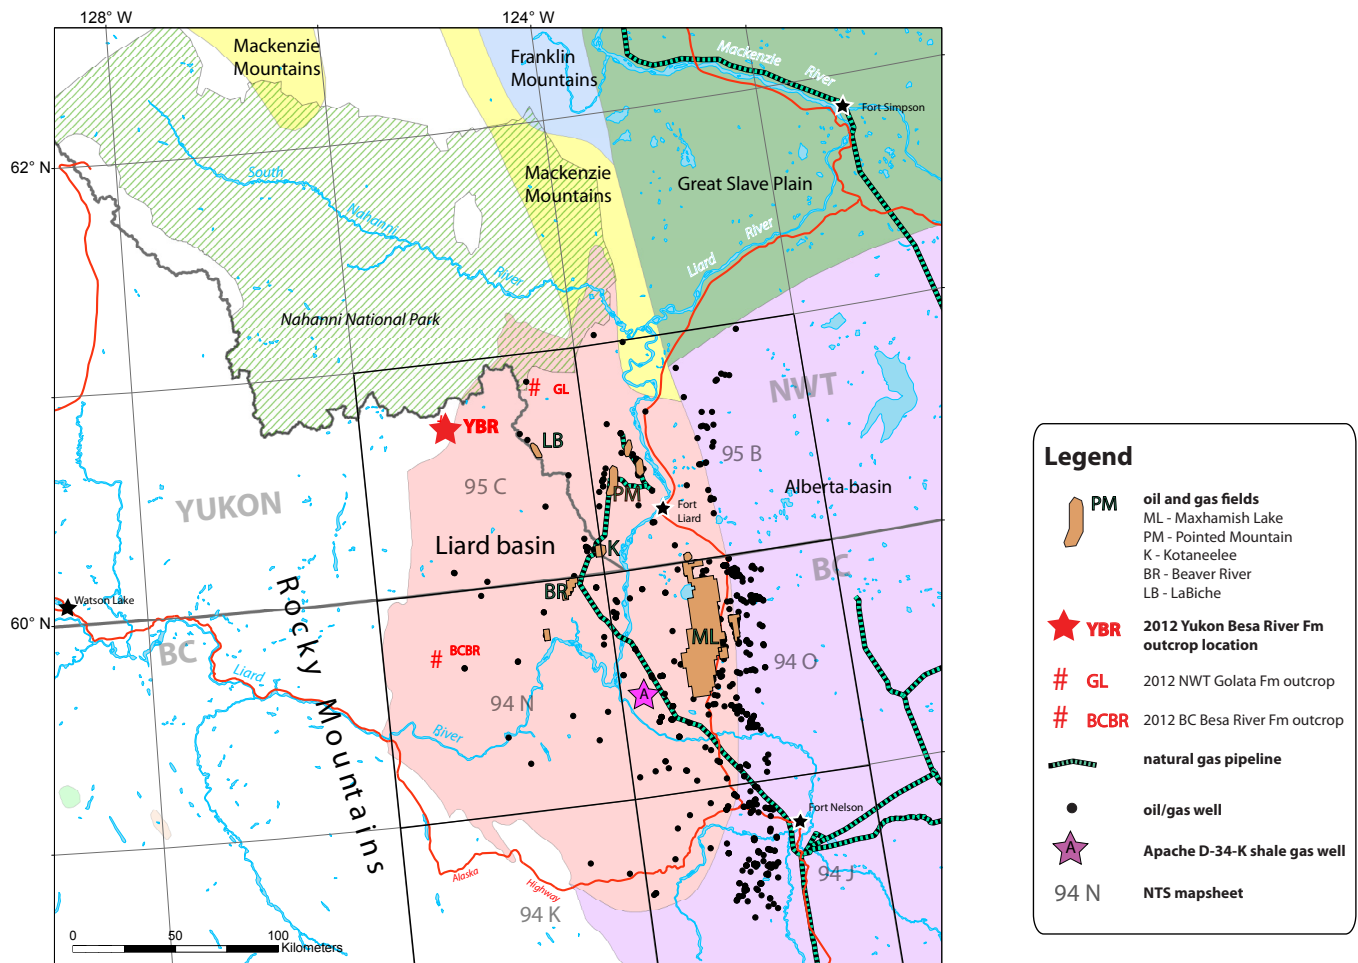 128° W
124° W
Mackenzie
Mountains
Franklin
Mountains
Mackenzie
River
Fort Simpson
62° N
South
Nahanni
River
Mackenzie
Mountains
Great Slave Plain
Liard
River
Nahanni National Park
NWT
# GL
YBR
LB
95 B
95 C
YUKON
PM
Alberta basin
Fort
Liard
Liard basin
K
BC
Rocky Mountains
BR
Watson Lake
60° N
BC
ML
# BCBR
94 O
Liard
A
94 N
River
Fort Nelson
Alaska
Highway
94 J
94 K
0 50 100
Kilometers
Legend
PM oil and gas fields
ML - Maxhamish Lake
PM - Pointed Mountain
K - Kotaneelee
BR - Beaver River
LB - LaBiche
YBR 2012 Yukon Besa River Fm
outcrop location
# GL 2012 NWT Golata Fm outcrop
# BCBR 2012 BC Besa River Fm outcrop
natural gas pipeline
oil/gas well
A Apache D-34-K shale gas well
94 N NTS mapsheet